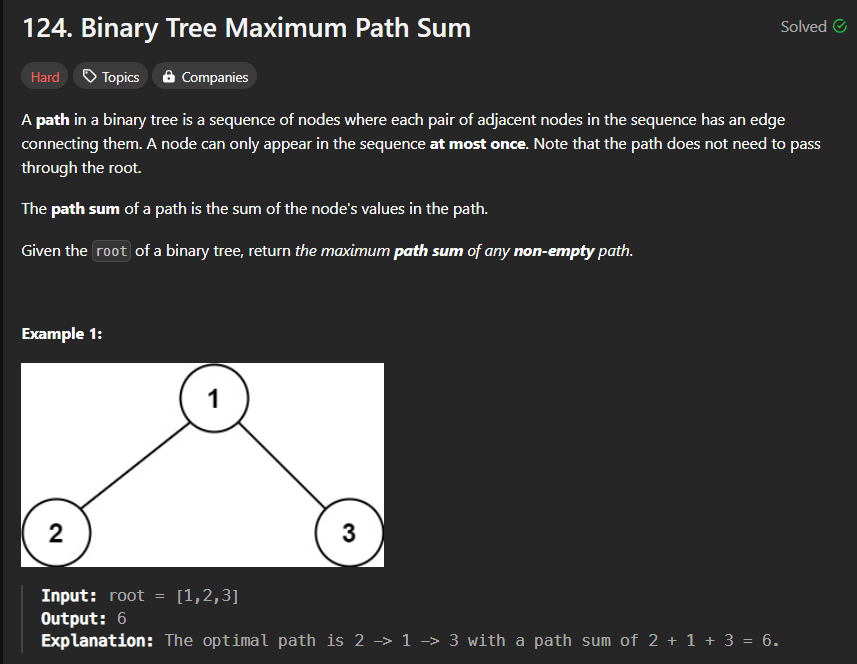 124. Binary Tree Maximum Path Sum
Solved
Hard Topics Companies
A path in a binary tree is a sequence of nodes where each pair of adjacent nodes in the sequence has an edge
connecting them. A node can only appear in the sequence at most once. Note that the path does not need to pass
through the root.
The path sum of a path is the sum of the node's values in the path.
Given the root of a binary tree, return the maximum path sum of any non-empty path.
Example 1:
1
2 3
Input: root = [1,2,3]
Output: 6
Explanation: The optimal path is 2 -> 1 -> 3 with a path sum of 2 + 1 + 3 = 6.